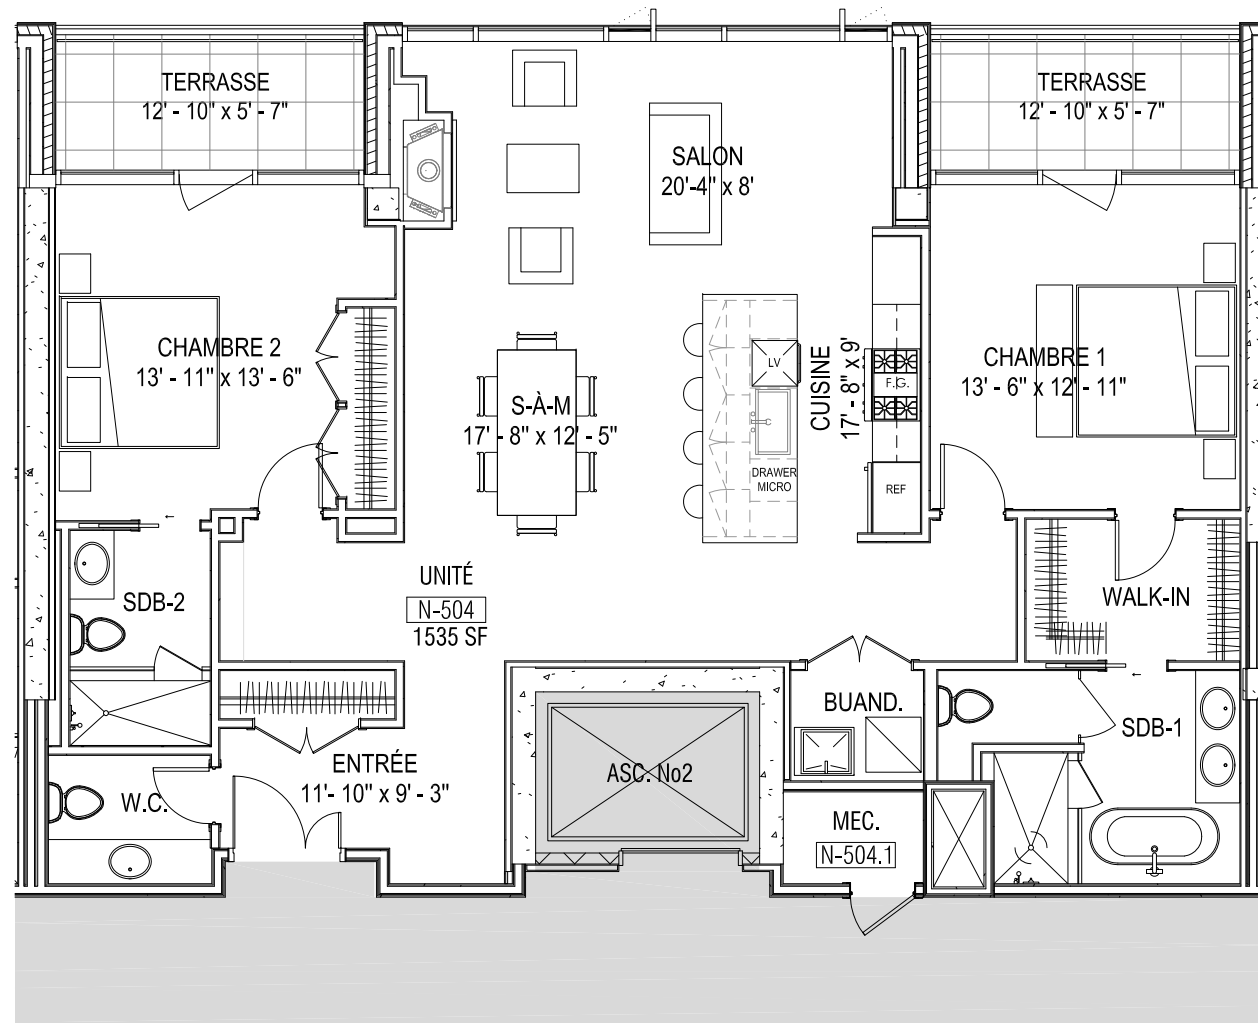 TERRASSE
12' - 10" x 5' - 7"
SALON
20'-4" x 8'
TERRASSE
12' - 10" x 5' - 7"
CHAMBRE 2
13' - 11" x 13' - 6"
S-À-M
17' - 8" x 12' - 5"
LV
DRAWER
MICRO
CUISINE
17' - 8" x 9'
F.G.
REF
CHAMBRE 1
13' - 6" x 12' - 11"
SDB-2
UNITÉ
N-504
1535 SF
WALK-IN
BUAND.
SDB-1
ENTRÉE
11'- 10" x 9' - 3"
W.C.
ASC. No2
MEC.
N-504.1